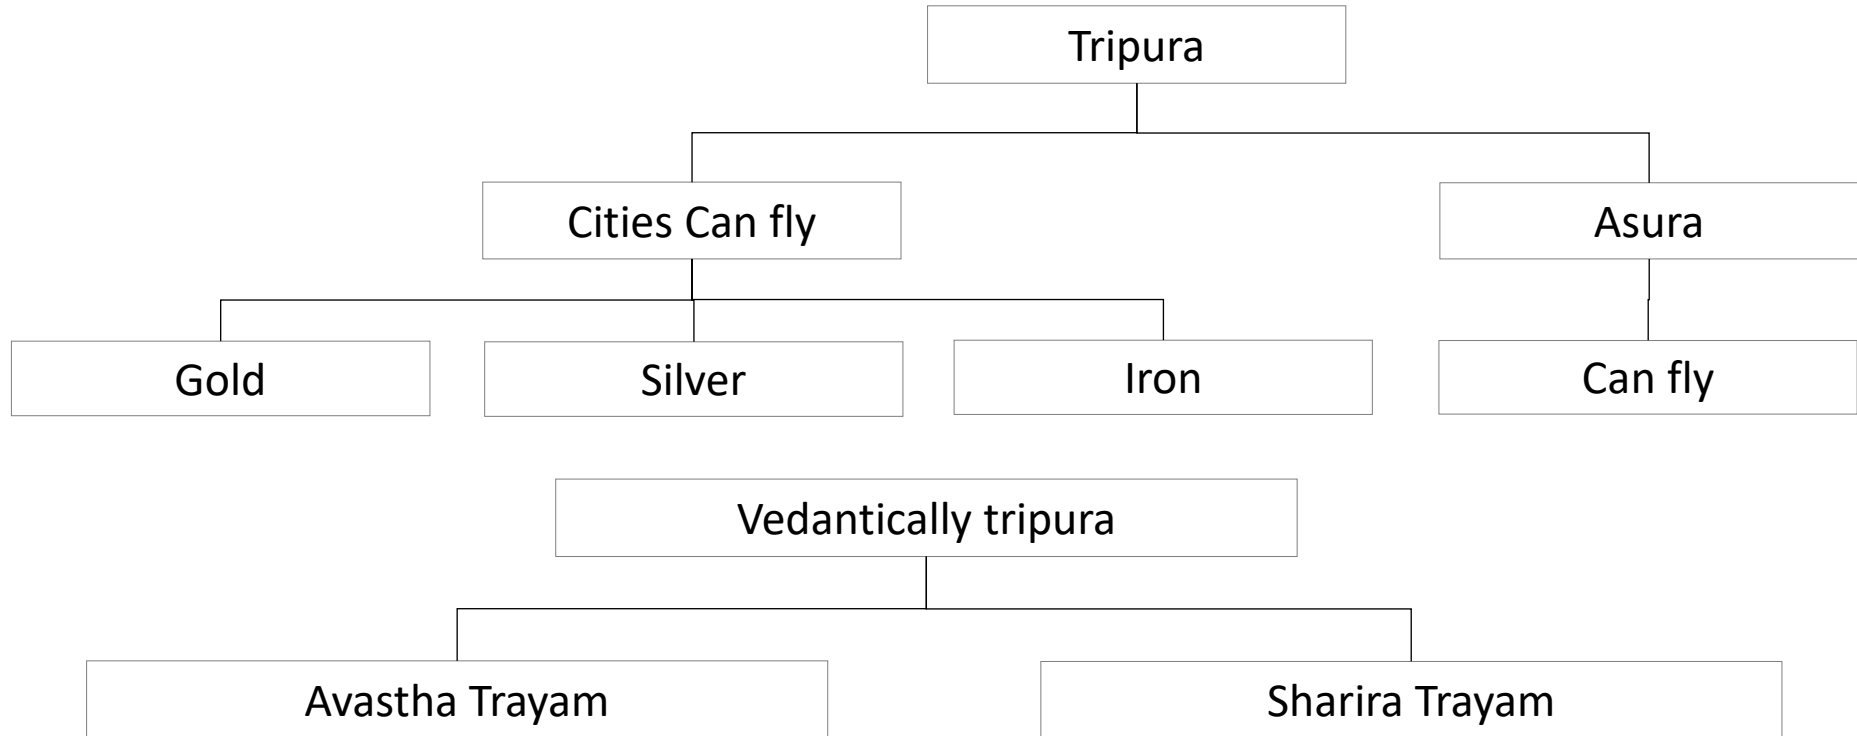 Tripura
Cities Can fly
Asura
Gold
Silver
Iron
Can fly
Vedantically tripura
Avastha Trayam
Sharira Trayam